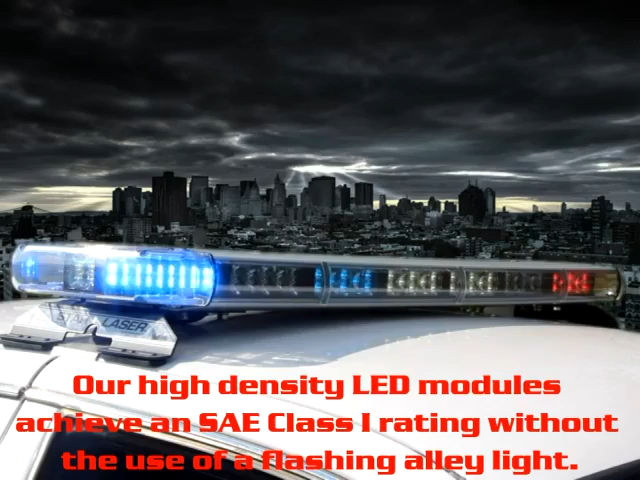 LASER
Our high density LED modules
achieve an SAE Class I rating without
the use of a flashing alley light.